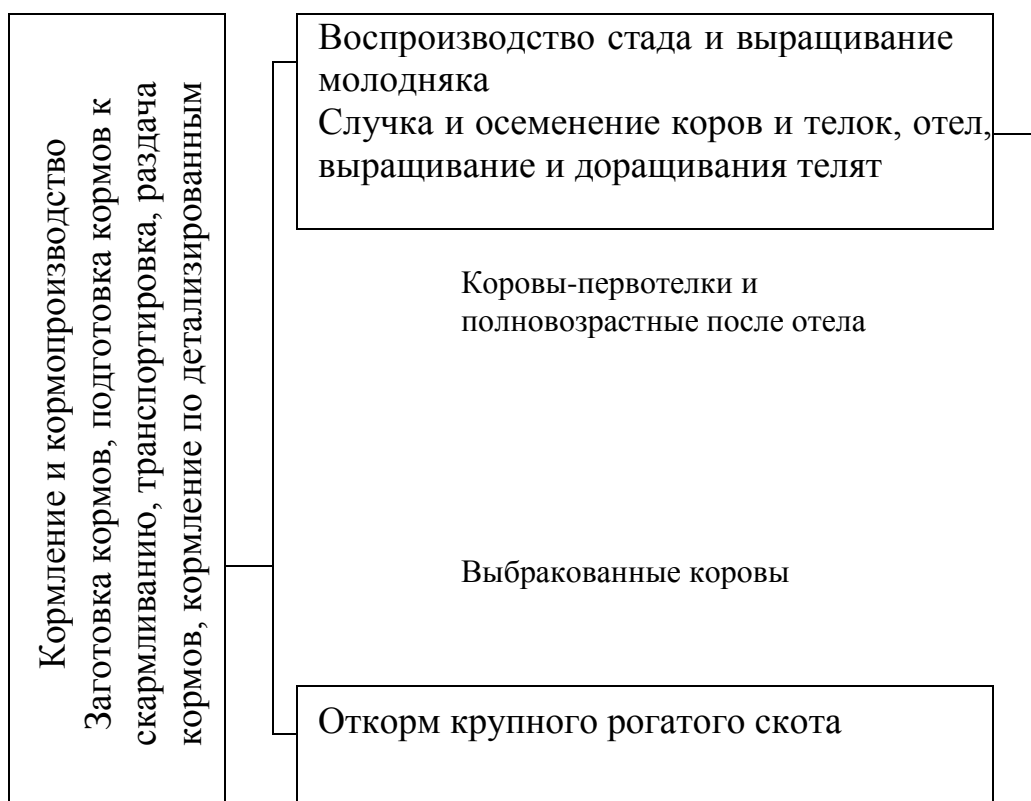 Кормление и кормопроизводство
Заготовка кормов, подготовка кормов к
скармливанию, транспортировка, раздача
кормов, кормление по детализированным
Воспроизводство стада и выращивание
молодняка
Случка и осеменение коров и телок, отел,
выращивание и доращивания телят
Коровы-первотелки и
полновозрастные после отела
Выбракованные коровы
Откорм крупного рогатого скота